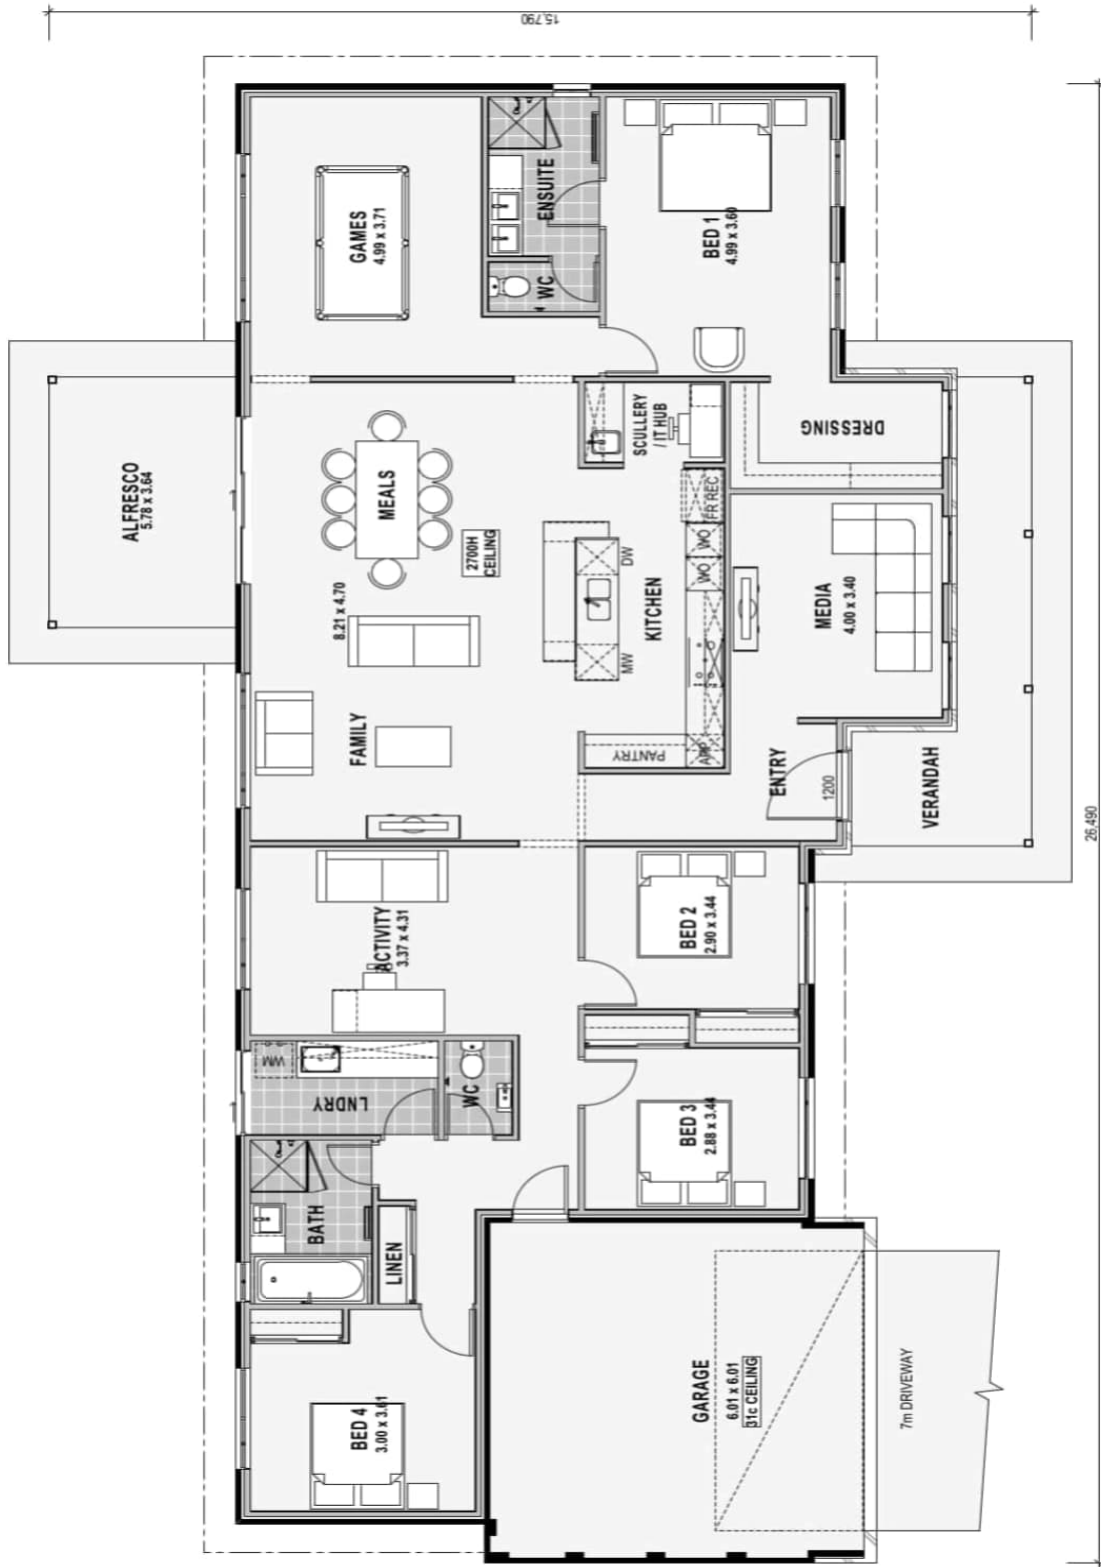 15,790
GAMES
4.99 x 3.71
ENSUITE
WC
BED 1
4.99 x 3.60
ALFRESCO
5.78 x 3.64
MEALS
2700H
CEILING
8.21 x 4.70
FAMILY
SCULLERY
/ IT HUB
FR REC
WO
WO
DW
MW
KITCHEN
PANTRY
DRESSING
MEDIA
4.00 x 3.40
ENTRY
1200
VERANDAH
26,490
ACTIVITY
3.37 x 4.31
BED 2
2.90 x 3.44
WM
LNDRY
WC
BED 3
2.88 x 3.44
BATH
LINEN
BED 4
3.00 x 3.61
GARAGE
6.01 x 6.01
31c CEILING
7m DRIVEWAY